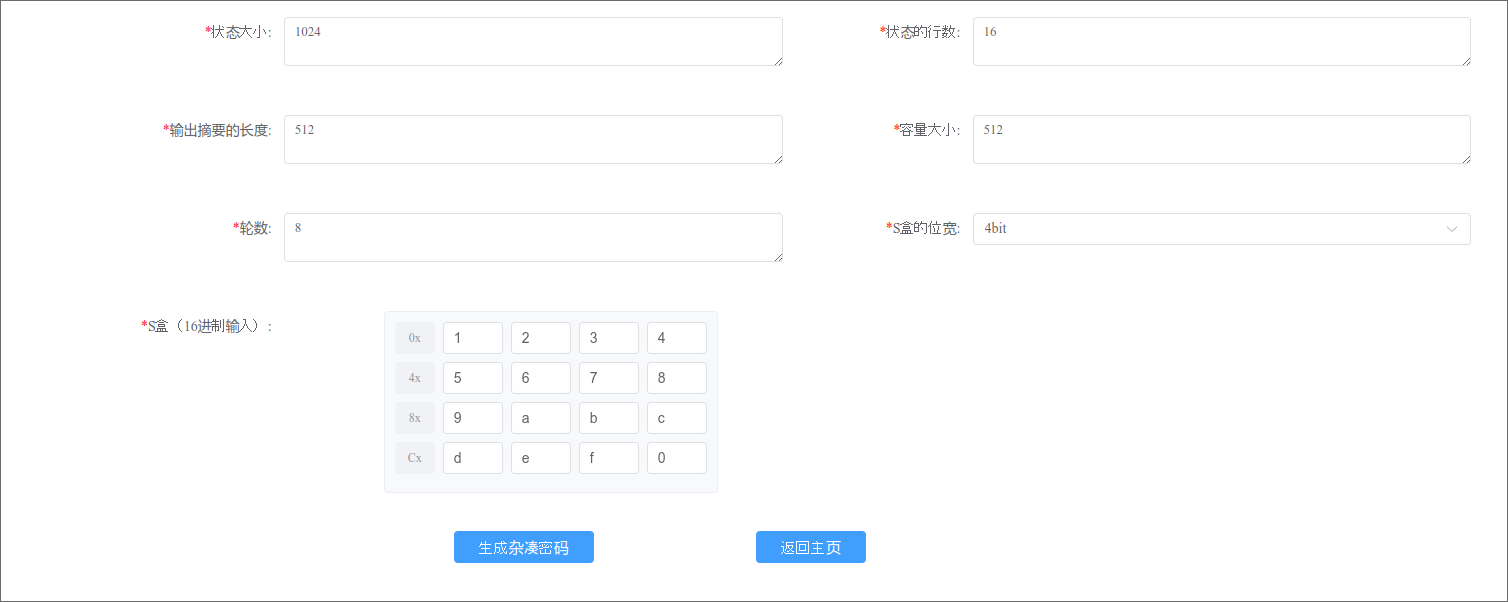 *状态大小: 1024 *状态的行数: 16
*输出摘要的长度: 512 *容量大小: 512
*轮数: 8 *S盒的位宽: 4bit
*S盒（16进制输入）:
0x 1 2 3 4
4x 5 6 7 8
8x 9 a b c
Cx d e f 0
生成杂凑密码 返回主页